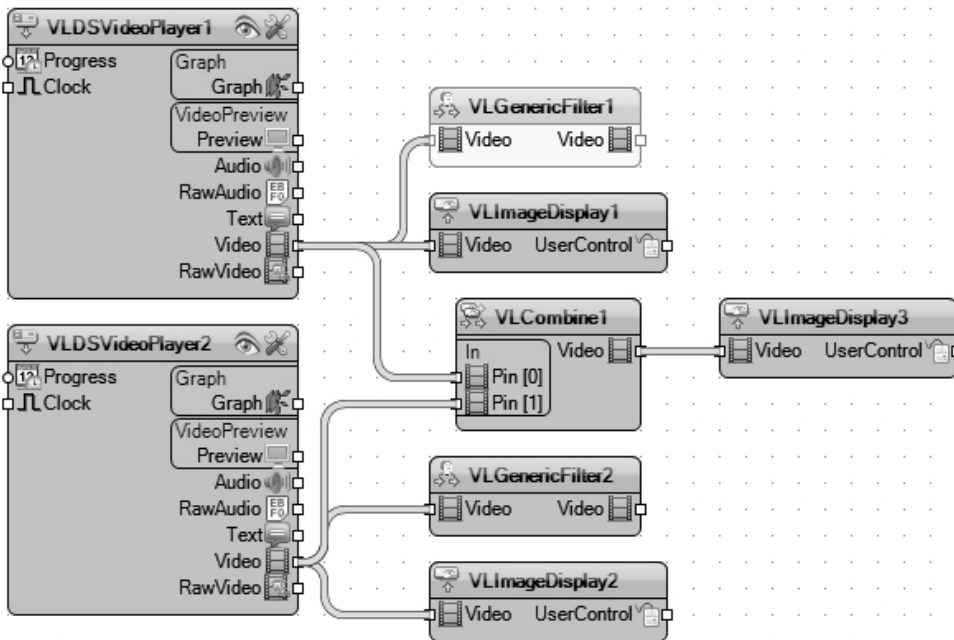 VLDSVideoPlayer1
Progress
Clock
Graph
Graph
VideoPreview
Preview
Audio
RawAudio
Text
Video
RawVideo
VLGenericFilter1
Video Video
VLImageDisplay1
Video UserControl
VLCombine1
In
Video
Pin [0]
Pin [1]
VLImageDisplay3
Video UserControl
VLDSVideoPlayer2
Progress
Clock
Graph
Graph
VideoPreview
Preview
Audio
RawAudio
Text
Video
RawVideo
VLGenericFilter2
Video Video
VLImageDisplay2
Video UserControl